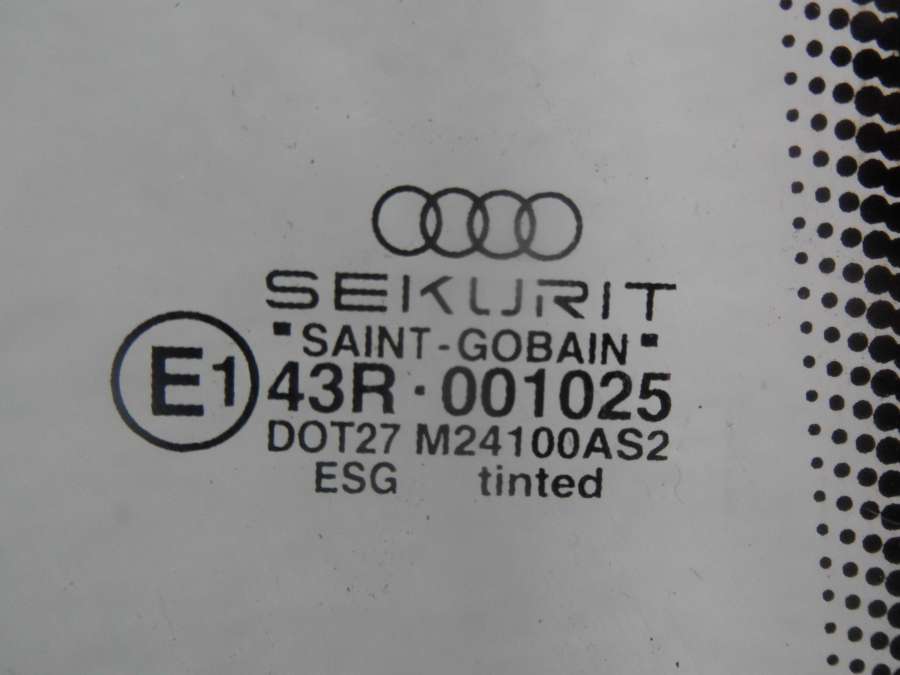 SEKURIT
"SAINT-GOBAIN"
E1 43R·001025
DOT27 M24100AS2
ESG tinted